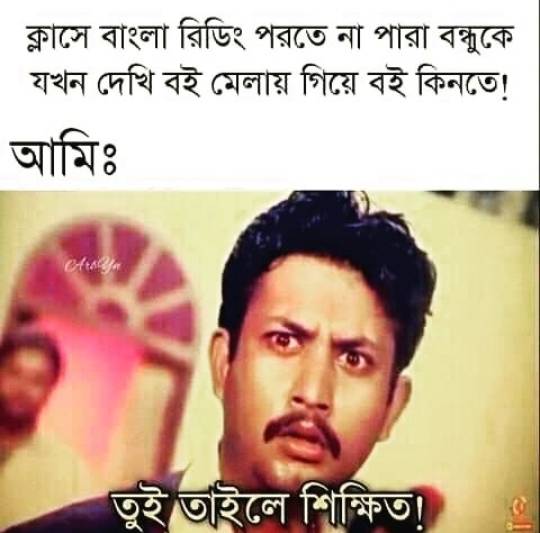 ক্লাসে বাংলা রিডিং পরতে না পারা বন্ধুকে
যখন দেখি বই মেলায় গিয়ে বই কিনতে!
আমিঃ
তুই তাইলে শিক্ষিত!